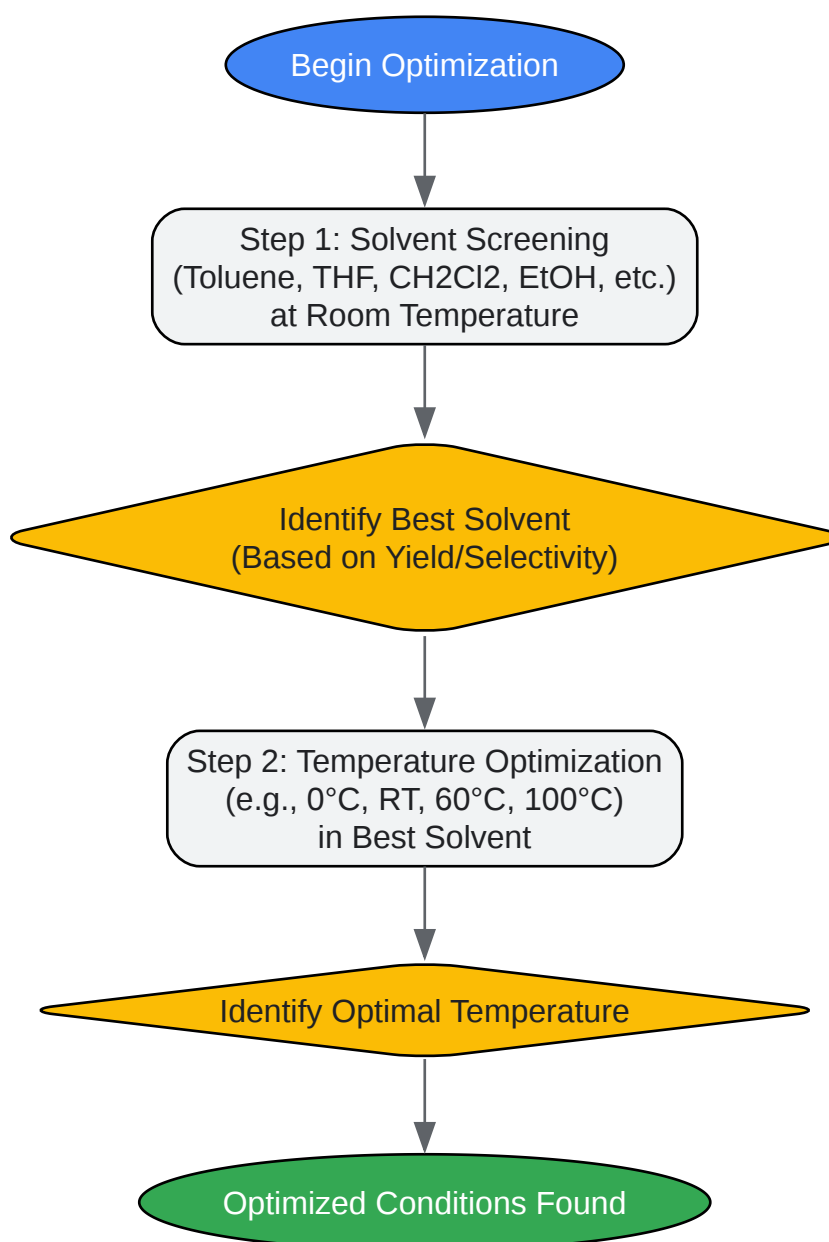 Begin Optimization
Step 1: Solvent Screening
(Toluene, THF, CH2Cl2, EtOH, etc.)
at Room Temperature
Identify Best Solvent
(Based on Yield/Selectivity)
Step 2: Temperature Optimization
(e.g., 0°C, RT, 60°C, 100°C)
in Best Solvent
Identify Optimal Temperature
Optimized Conditions Found